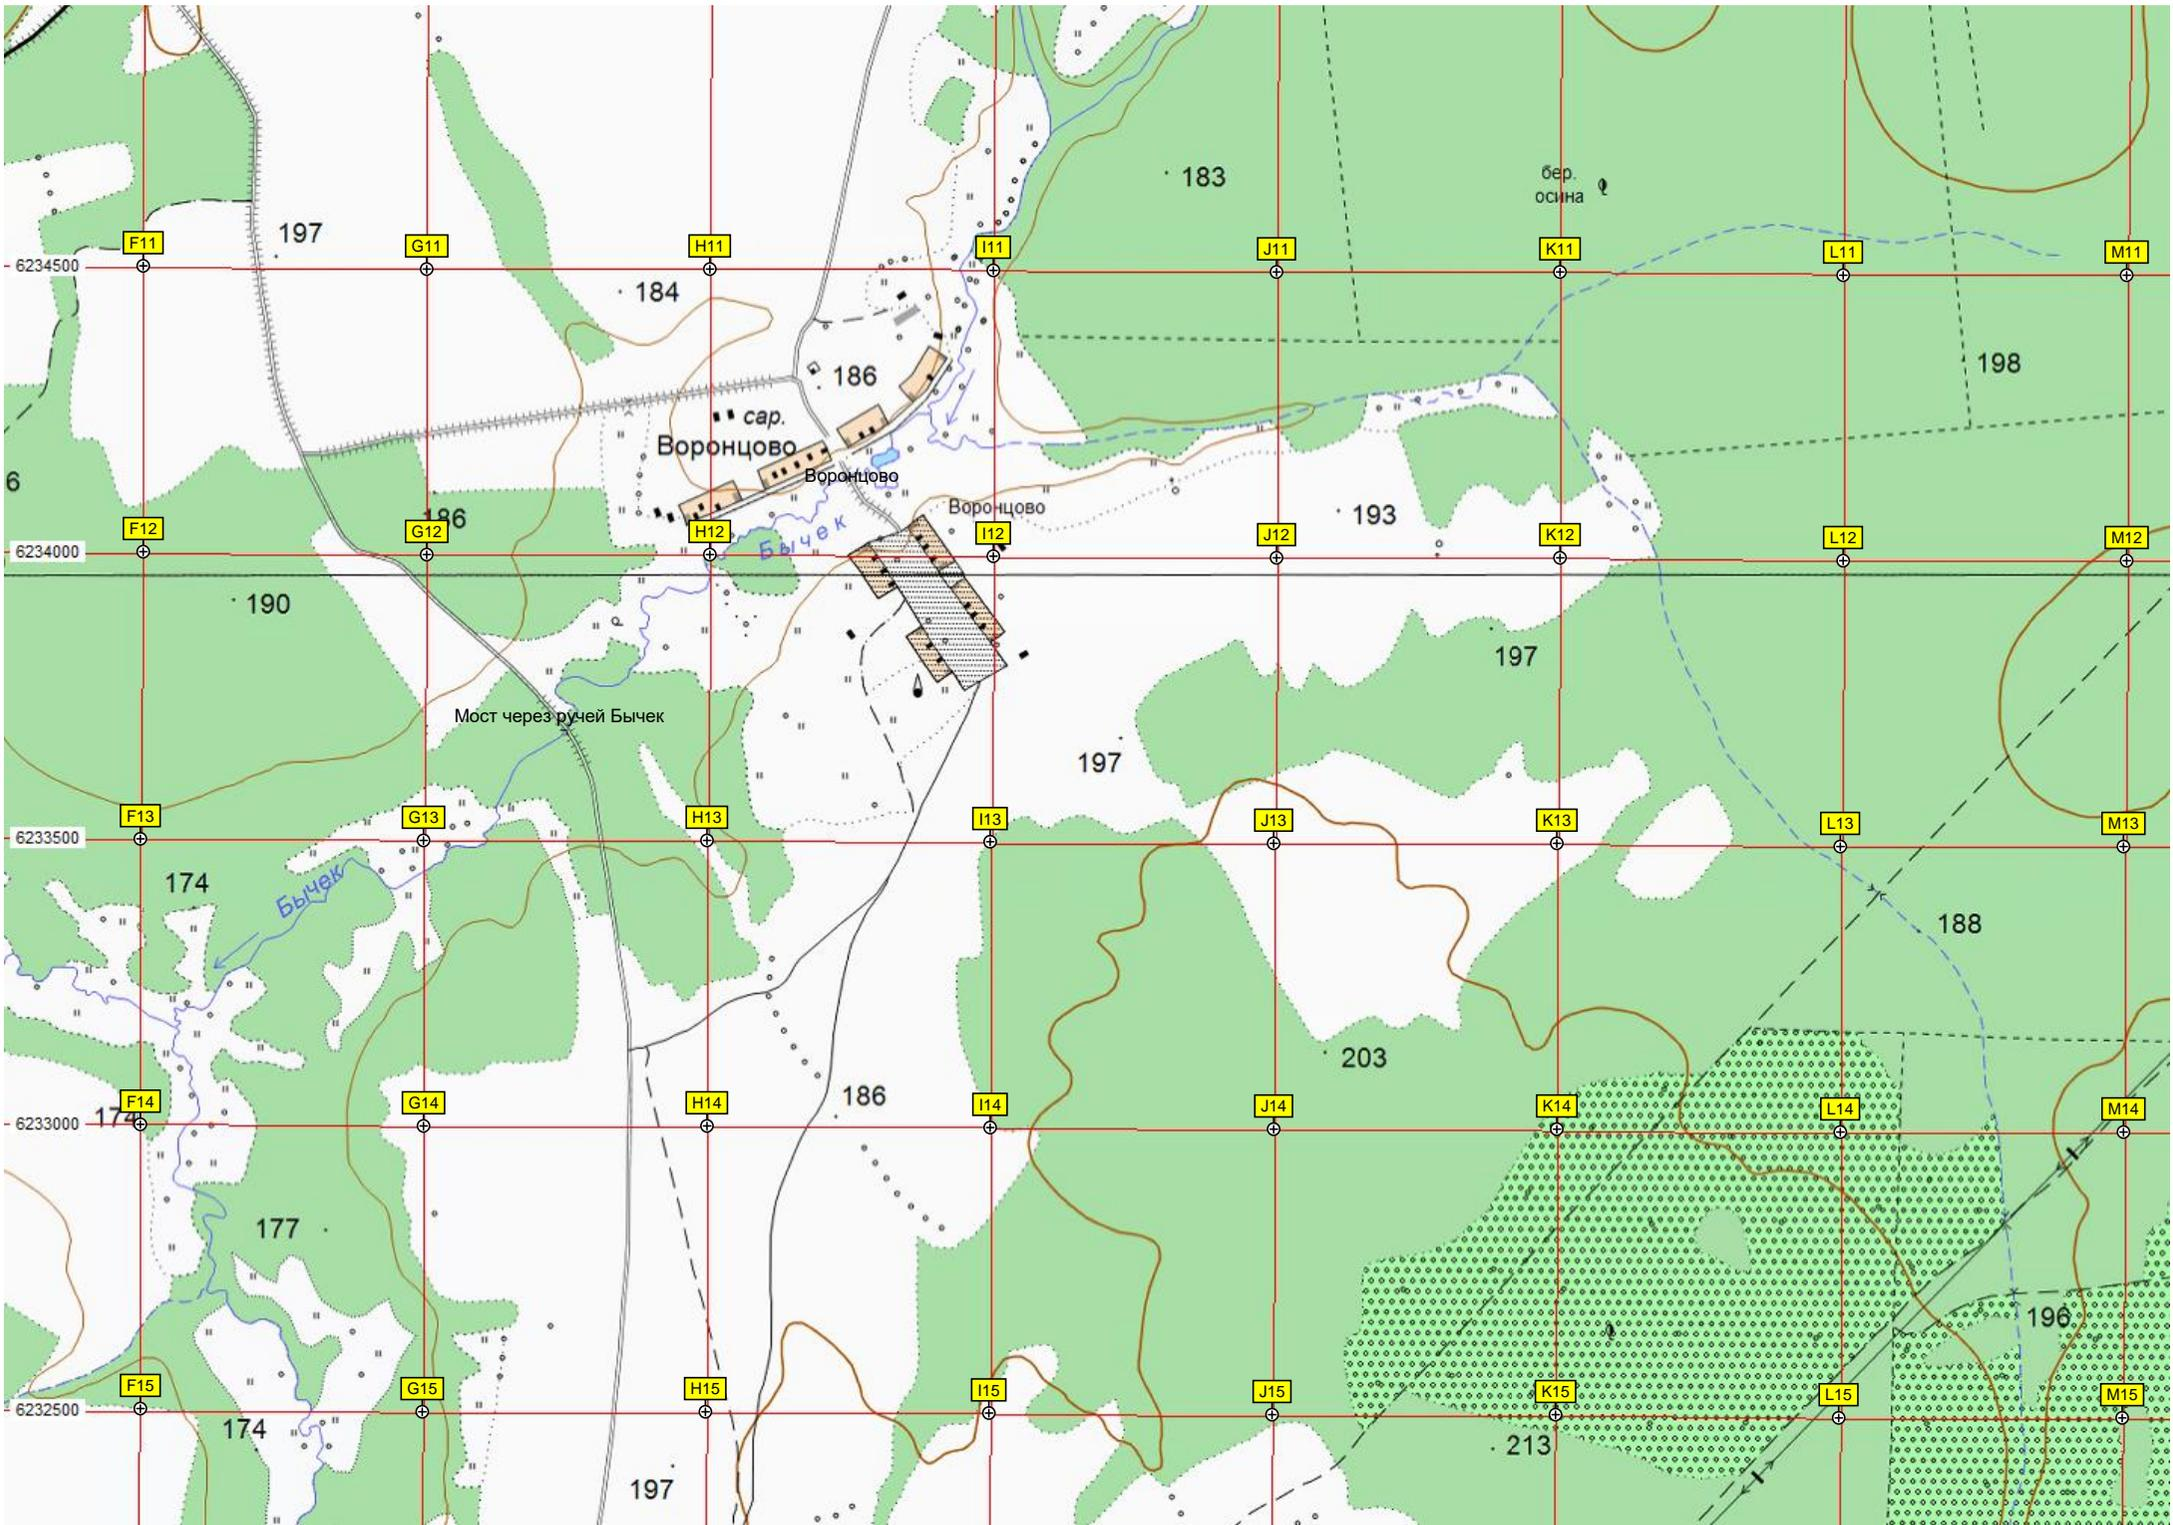 183
бер.
осина
197
F11
G11
H11
I11
J11
K11
L11
M11
6234500
184
186
198
сар.
Воронцово
Воронцово
6
Воронцово
186
193
F12
G12
H12
Бычек
I12
J12
K12
L12
M12
6234000
190
197
Мост через ручей Бычек
197
F13
G13
H13
I13
J13
K13
L13
M13
6233500
174
Бычек
188
203
186
F14
G14
H14
I14
J14
K14
L14
M14
6233000
174
177
196
F15
G15
H15
I15
J15
K15
L15
M15
6232500
174
213
197